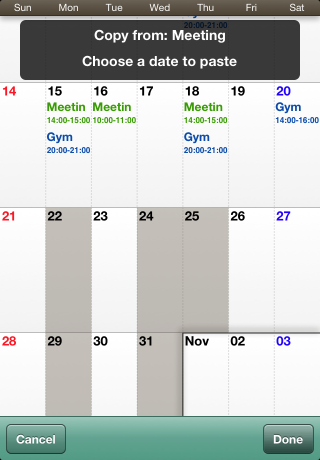 Sun Mon Tue Wed Thu Fri Sat
20:00-21:00
Copy from: Meeting
Choose a date to paste
14 15 16 17 18 19 20
Meetin Meetin Meetin Gym
14:00-15:00 10:00-11:00 14:00-15:00 14:00-16:00
Gym Gym
20:00-21:00 20:00-21:00
21 22 23 24 25 26 27
28 29 30 31 Nov 02 03
Cancel Done